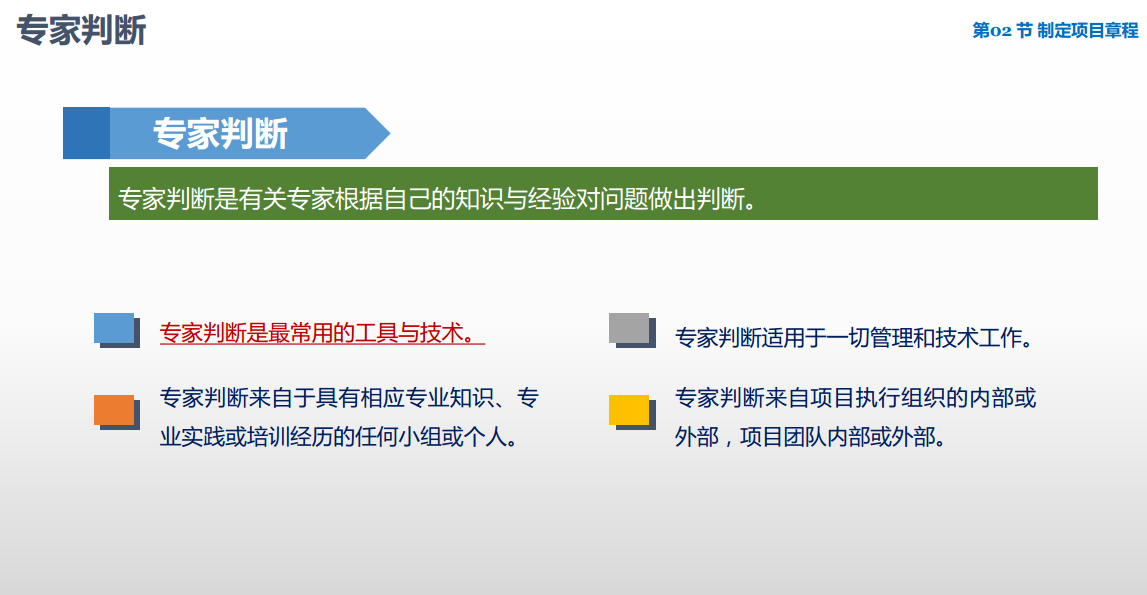 专家判断
第02 节 制定项目章程
专家判断
专家判断是有关专家根据自己的知识与经验对问题做出判断。
专家判断是最常用的工具与技术。
专家判断来自于具有相应专业知识、专
业实践或培训经历的任何小组或个人。
专家判断适用于一切管理和技术工作。
专家判断来自项目执行组织的内部或
外部，项目团队内部或外部。